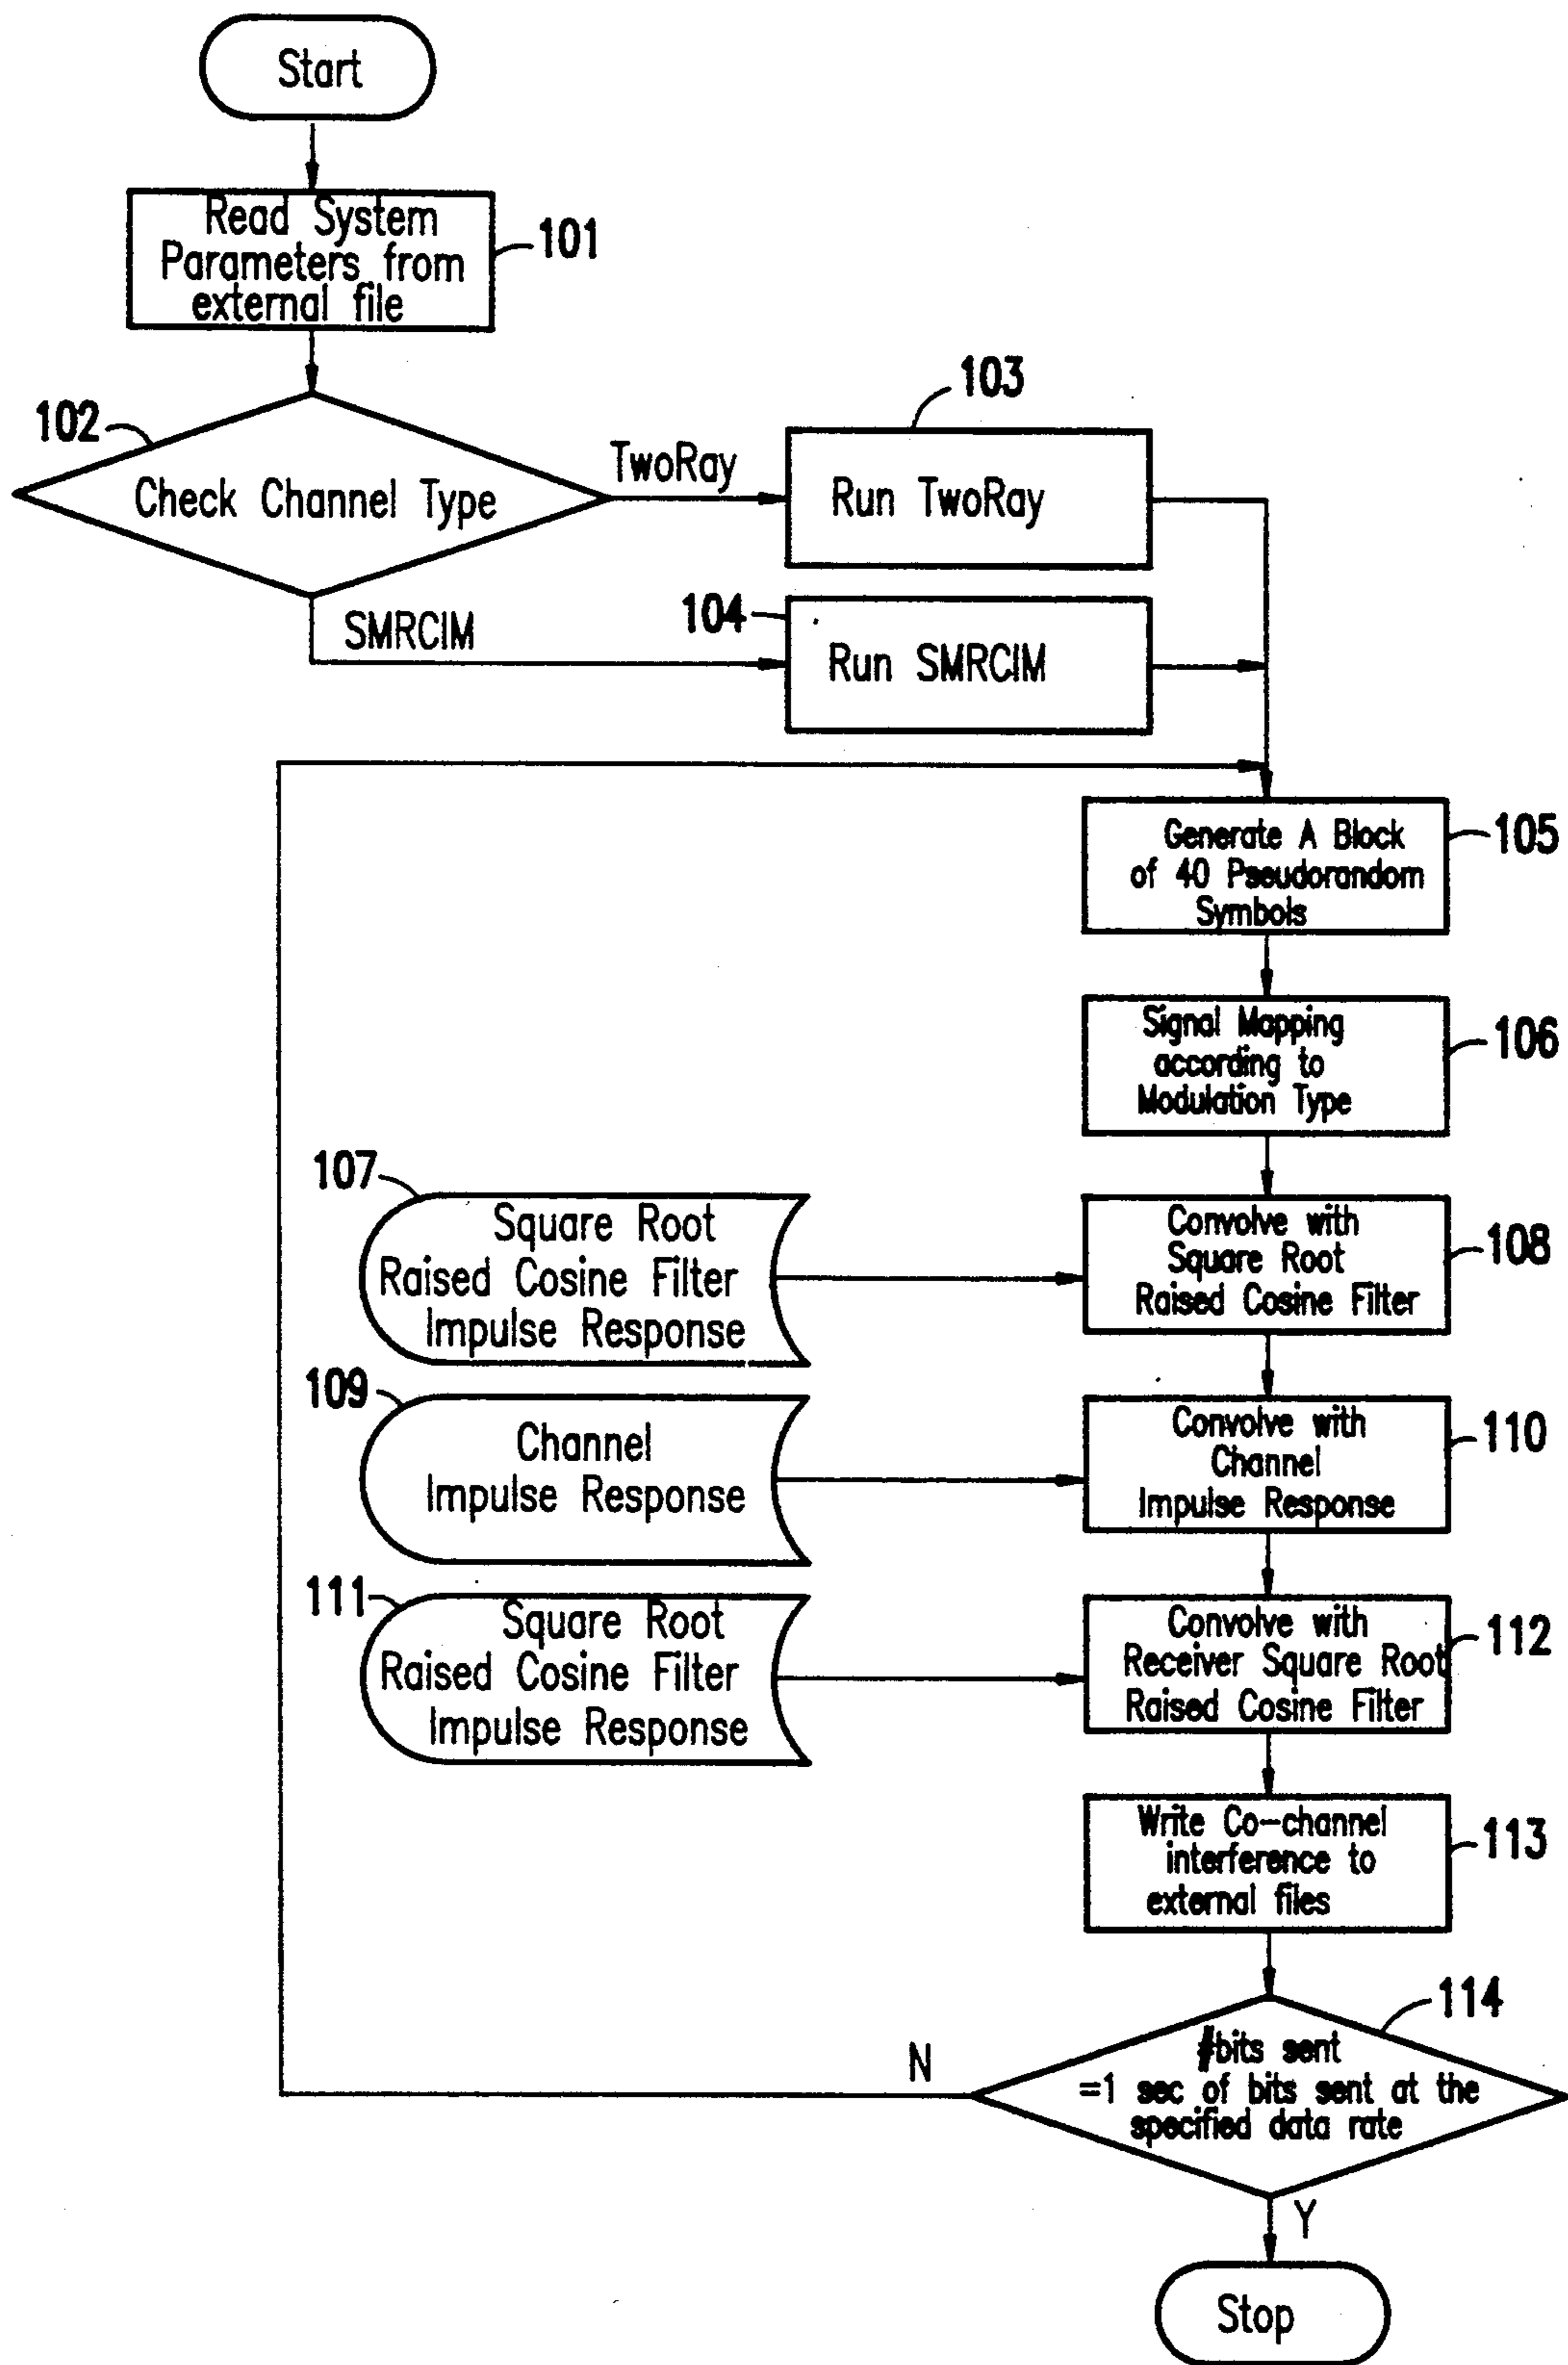 Start
Read System
Parameters from
external file
101
102
Check Channel Type
TwoRay
103
Run TwoRay
SMRCIM
104
Run SMRCIM
Generate A Block
of 40 Pseudorandom
Symbols
105
Signal Mapping
according to
Modulation Type
106
107
Square Root
Raised Cosine Filter
Impulse Response
Convolve with
Square Root
Raised Cosine Filter
108
109
Channel
Impulse Response
Convolve with
Channel
Impulse Response
110
111
Square Root
Raised Cosine Filter
Impulse Response
Convolve with
Receiver Square Root
Raised Cosine Filter
112
Write Co-channel
interference to
external files
113
114
#bits sent
=1 sec of bits sent at the
specified data rate
N
Y
Stop